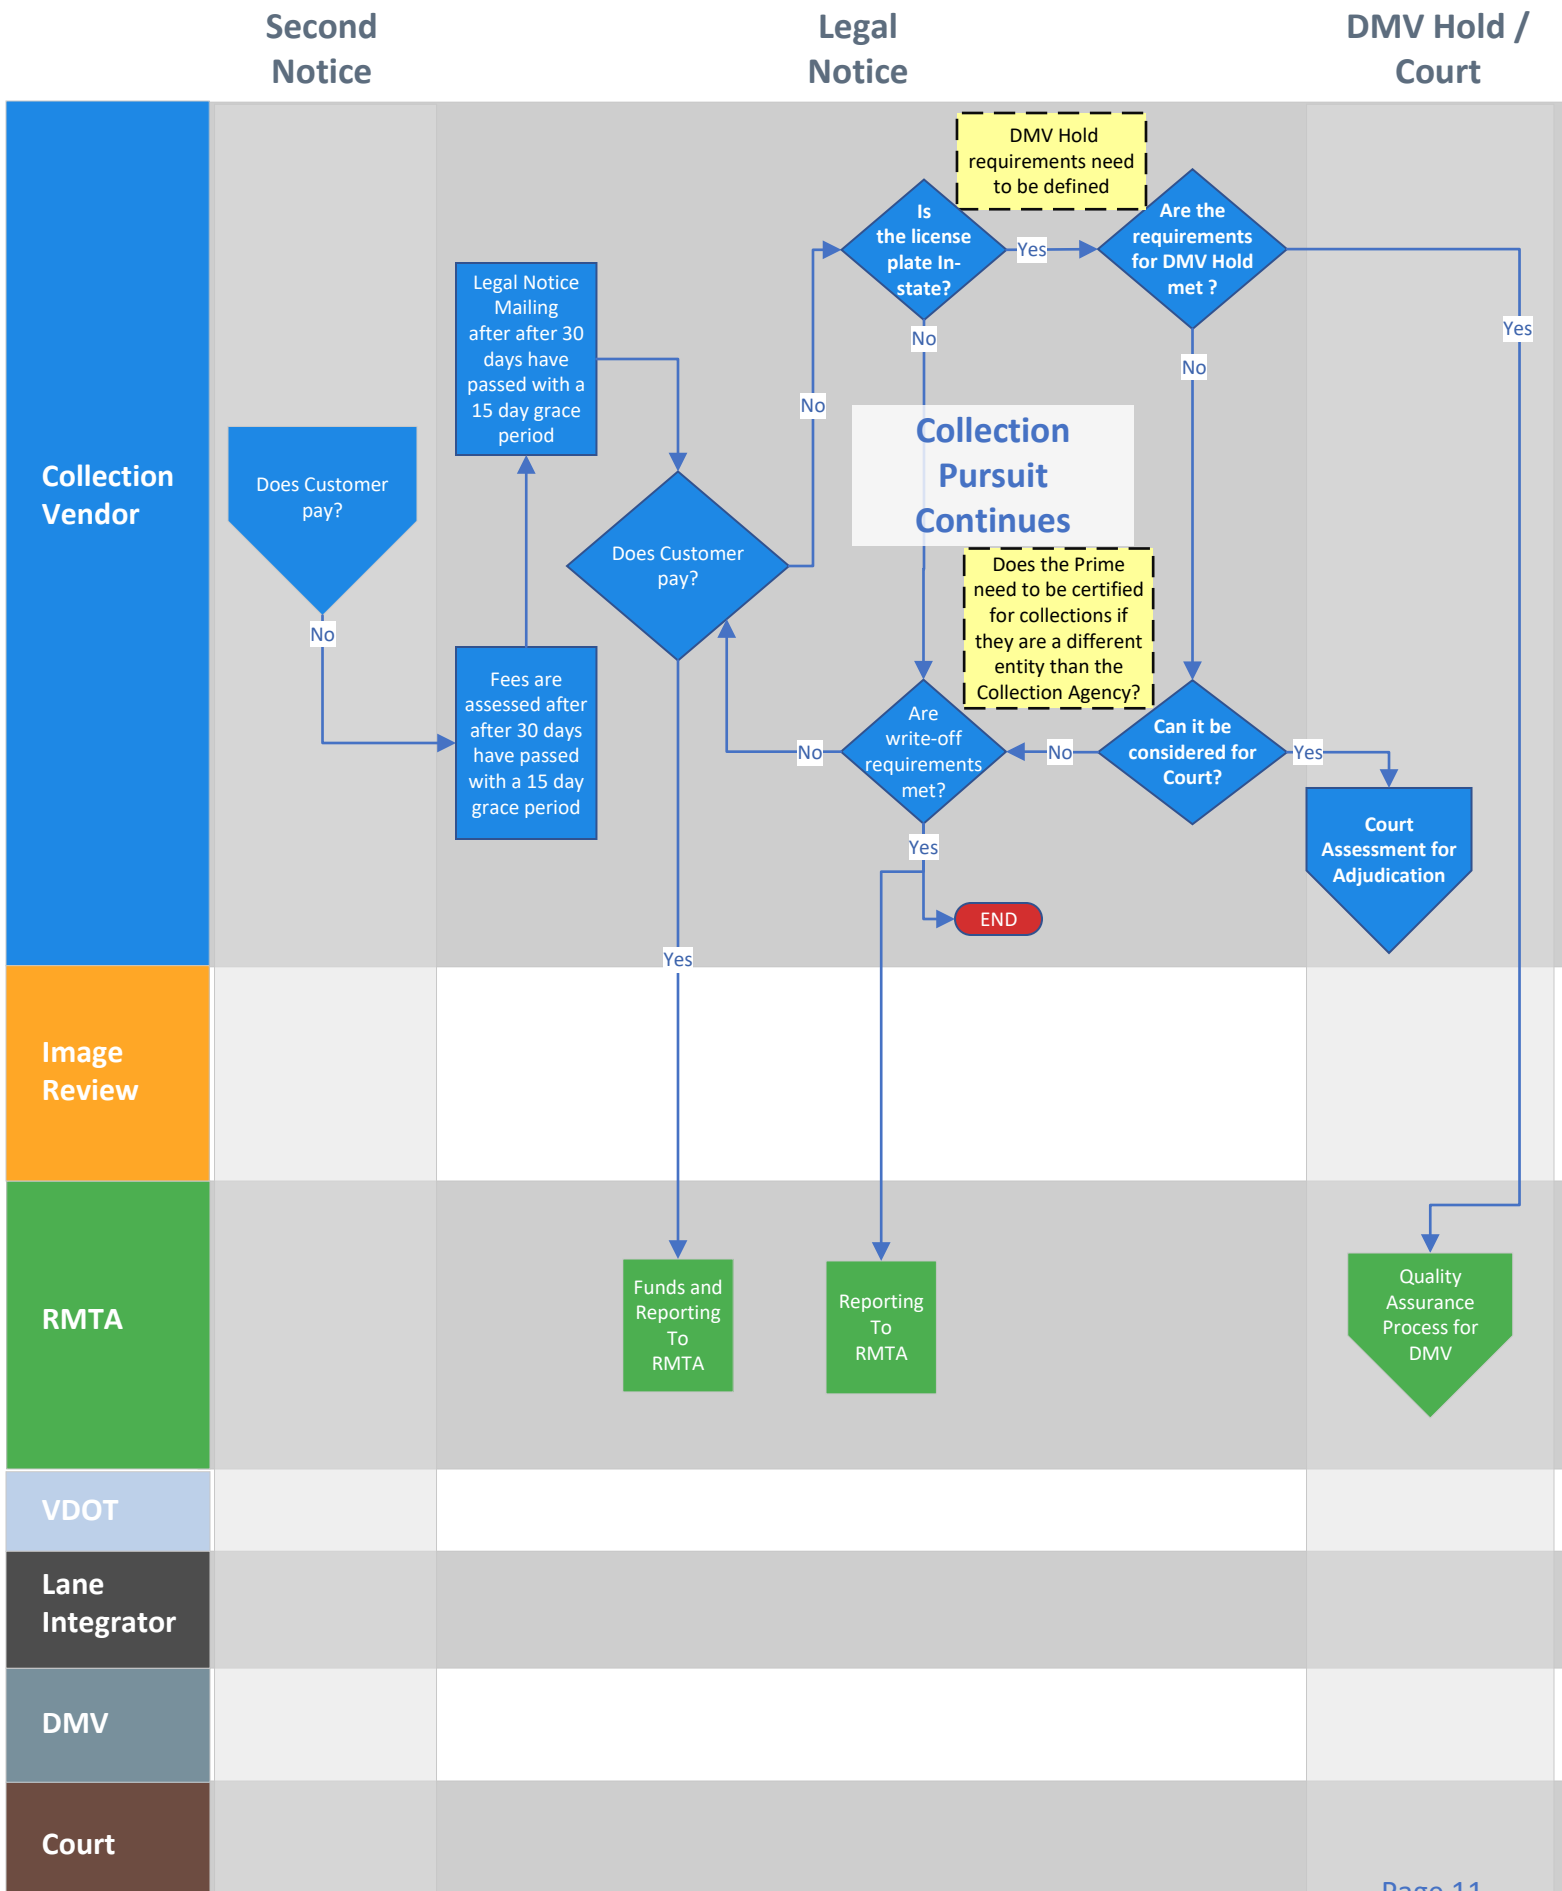 Second
Notice
Legal
Notice
DMV Hold /
Court
Collection
Vendor
Does Customer
pay?
No
Fees are
assessed after
after 30 days
have passed
with a 15 day
grace period
Legal Notice
Mailing
after after 30
days have
passed with a
15 day grace
period
Does Customer
pay?
No
Yes
Is
the license
plate In-
state?
Yes
No
DMV Hold
requirements need
to be defined
Are the
requirements
for DMV Hold
met ?
Yes
No
Collection
Pursuit
Continues
Does the Prime
need to be certified
for collections if
they are a different
entity than the
Collection Agency?
Are
write-off
requirements
met?
No
Yes
No
Can it be
considered for
Court?
Yes
Court
Assessment for
Adjudication
END
Image
Review
RMTA
Funds and
Reporting
To
RMTA
Reporting
To
RMTA
Quality
Assurance
Process for
DMV
VDOT
Lane
Integrator
DMV
Court
Page 11